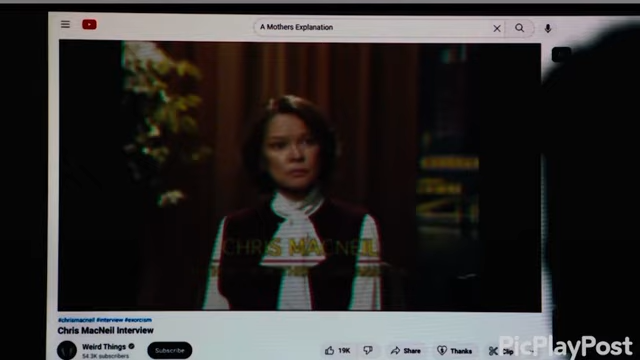 A Mothers Explanation
CHRIS MACNEIL
#chrismacneil #interview #exorcism
Chris MacNeil Interview
Weird Things
54.3K subscribers
Subscribe
19K
Share
Thanks
Clip
PicPlayPost